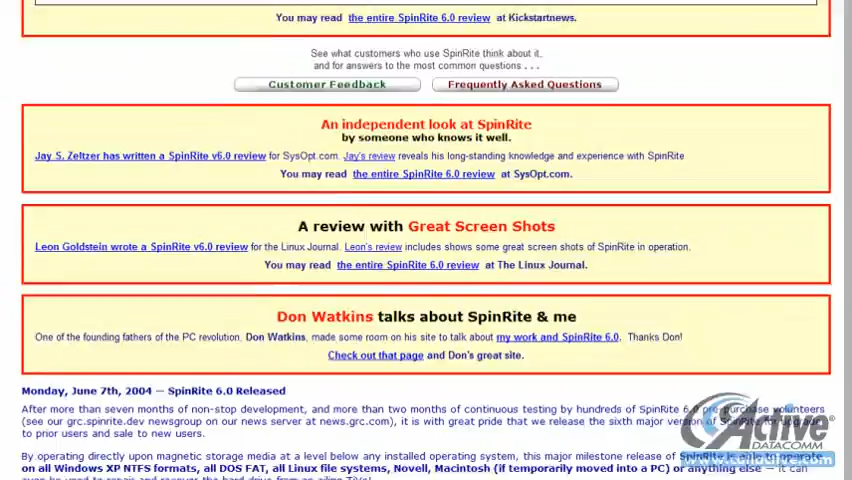 You may read the entire SpinRite 6.0 review at Kickstartnews.
See what customers who use SpinRite think about it,
and for answers to the most common questions . . .
Customer Feedback Frequently Asked Questions
An independent look at SpinRite
by someone who knows it well.
Jay S. Zeltzer has written a SpinRite v6.0 review for SysOpt.com. Jay's review reveals his long-standing knowledge and experience with SpinRite
You may read the entire SpinRite 6.0 review at SysOpt.com.
A review with Great Screen Shots
Leon Goldstein wrote a SpinRite v6.0 review for the Linux Journal. Leon's review includes shows some great screen shots of SpinRite in operation.
You may read the entire SpinRite 6.0 review at The Linux Journal.
Don Watkins talks about SpinRite & me
One of the founding fathers of the PC revolution, Don Watkins, made some room on his site to talk about my work and SpinRite 6.0. Thanks Don!
Check out that page and Don's great site.
Monday, June 7th, 2004 — SpinRite 6.0 Released
After more than seven months of non-stop development, and more than two months of continuous testing by hundreds of SpinRite 6.0 pre-purchase volunteers
(see our grc.spinrite.dev newsgroup on our news server at news.grc.com), it is with great pride that we release the sixth major version of SpinRite for upgrade
to prior users and sale to new users.
By operating directly upon magnetic storage media at a level below any installed operating system, this major milestone release of SpinRite is able to operate
on all Windows XP NTFS formats, all DOS FAT, all Linux file systems, Novell, Macintosh (if temporarily moved into a PC) or anything else — it can
Active®
DATACOMM